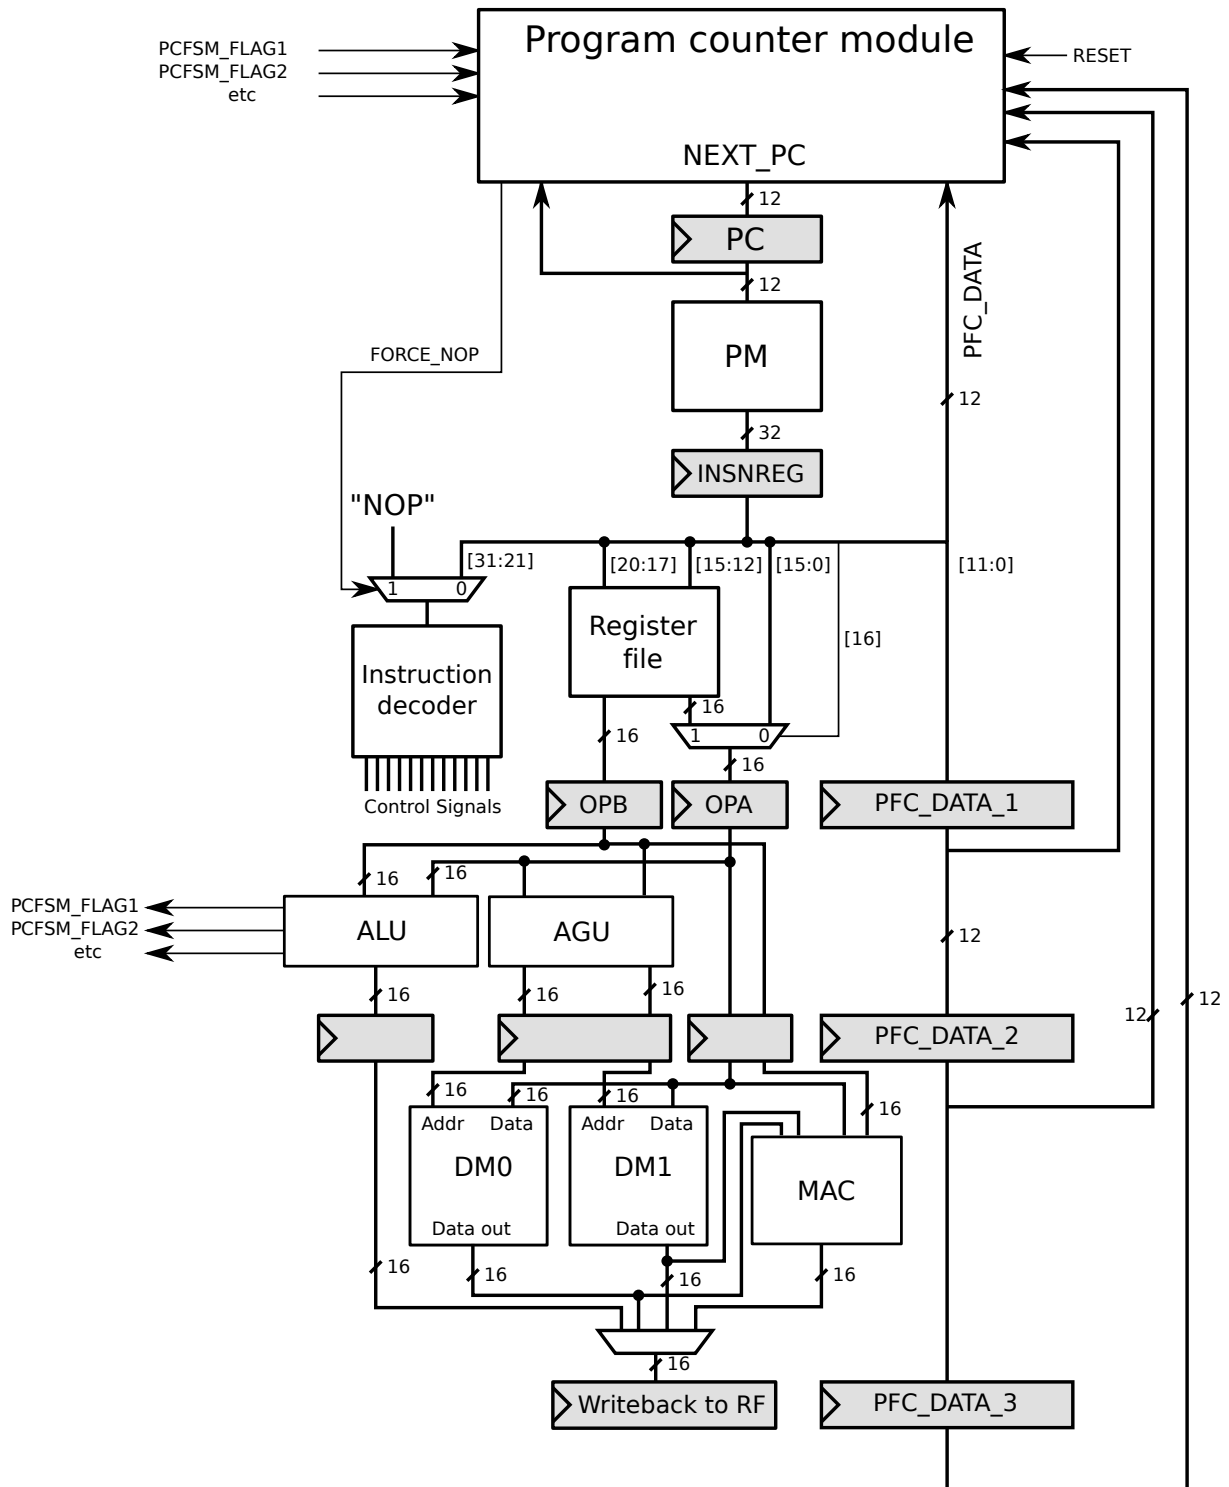 Program counter module
PCFSM_FLAG1
PCFSM_FLAG2
etc
RESET
NEXT_PC
12
PC
12
PFC_DATA
FORCE_NOP
PM
12
32
INSNREG
"NOP"
[31:21]
[20:17]
[15:12]
[15:0]
[11:0]
1
0
Register
file
[16]
Instruction
decoder
16
1
0
16
16
Control Signals
OPB
OPA
PFC_DATA_1
16
16
PCFSM_FLAG1
PCFSM_FLAG2
etc
ALU
AGU
12
16
16
16
12
12
PFC_DATA_2
16
16
16
16
Addr
Data
Addr
Data
DM0
DM1
MAC
Data out
Data out
16
16
16
16
16
Writeback to RF
PFC_DATA_3